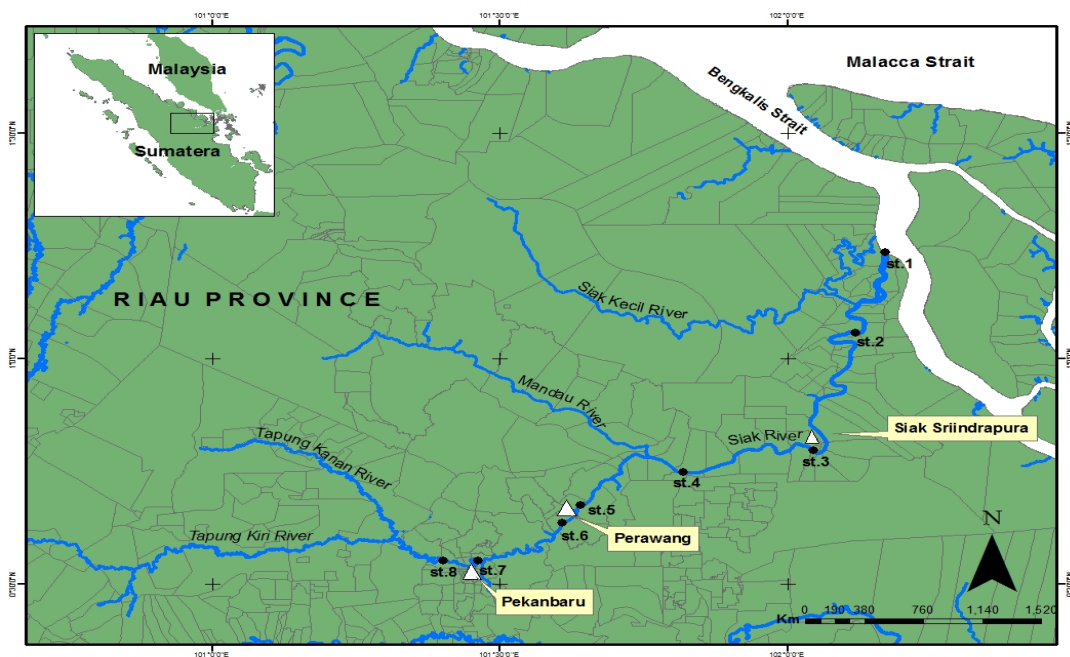 101°0'0"E
101°30'0"E
102°0'0"E
Malaysia
Sumatera
Malacca Strait
Bengkalis Strait
RIAU PROVINCE
st.1
Siak Kecil River
st.2
Mandau River
Siak River
Siak Sriindrapura
st.3
Tapung Kanan River
st.4
st.5
st.6
Perawang
N
Tapung Kiri River
st.8
st.7
Pekanbaru
0 190 380 760 1,140 1,520
Km
101°0'0"E
101°30'0"E
102°0'0"E